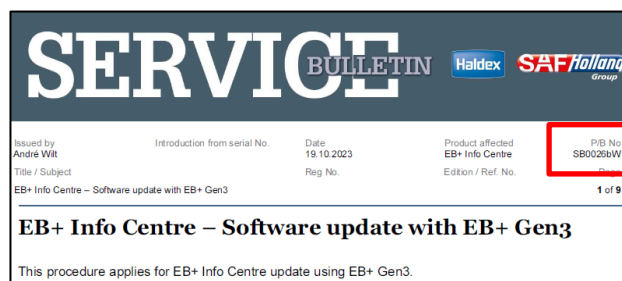 SERVICE
BULLETIN
Haldex
SAF Holland
Group
Issued by
Introduction from serial No.
Date
Product affected
P/B No
André Wilt
19.10.2023
EB+ Info Centre
SB0026bW
Title / Subject
Reg No.
Edition / Ref. No.
EB+ Info Centre – Software update with EB+ Gen3
1 of 9
EB+ Info Centre – Software update with EB+ Gen3
This procedure applies for EB+ Info Centre update using EB+ Gen3.